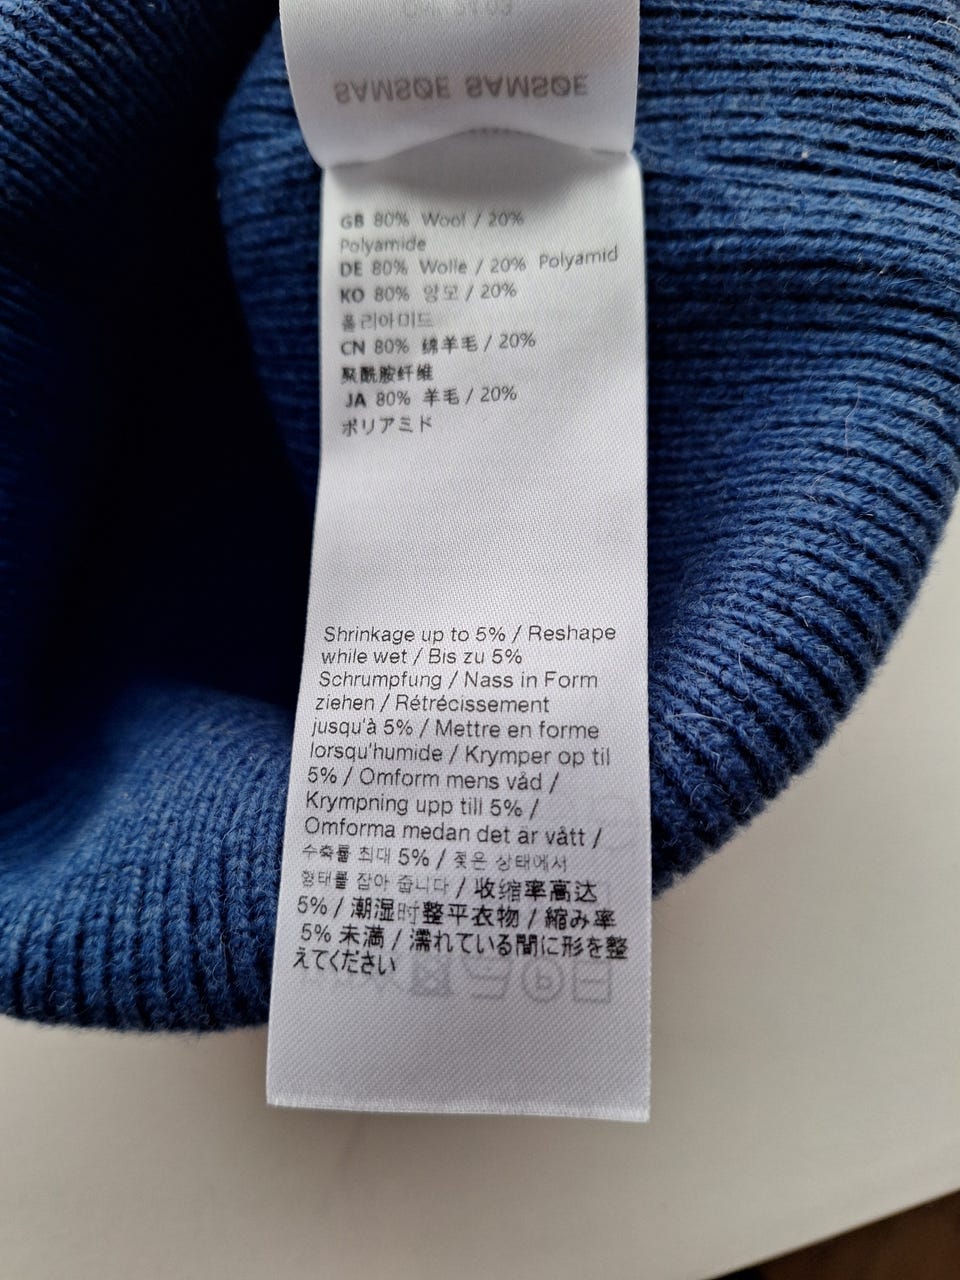 SAMSØE SAMSØE
GB 80% Wool / 20%
Polyamide
DE 80% Wolle / 20% Polyamid
KO 80% 양모 / 20%
폴리아미드
CN 80% 绵羊毛 / 20%
聚酰胺纤维
JA 80% 羊毛 / 20%
ポリアミド
Shrinkage up to 5% / Reshape
while wet / Bis zu 5%
Schrumpfung / Nass in Form
ziehen / Rétrécissement
jusqu'à 5% / Mettre en forme
lorsqu'humide / Krymper op til
5% / Omform mens våd /
Krympning upp till 5% /
Omforma medan det är vått /
수축률 최대 5% / 젖은 상태에서
형태를 잡아 줍니다 / 收缩率高达
5% / 潮湿时整平衣物 / 縮み率
5% 未満 / 濡れている間に形を整
えてください